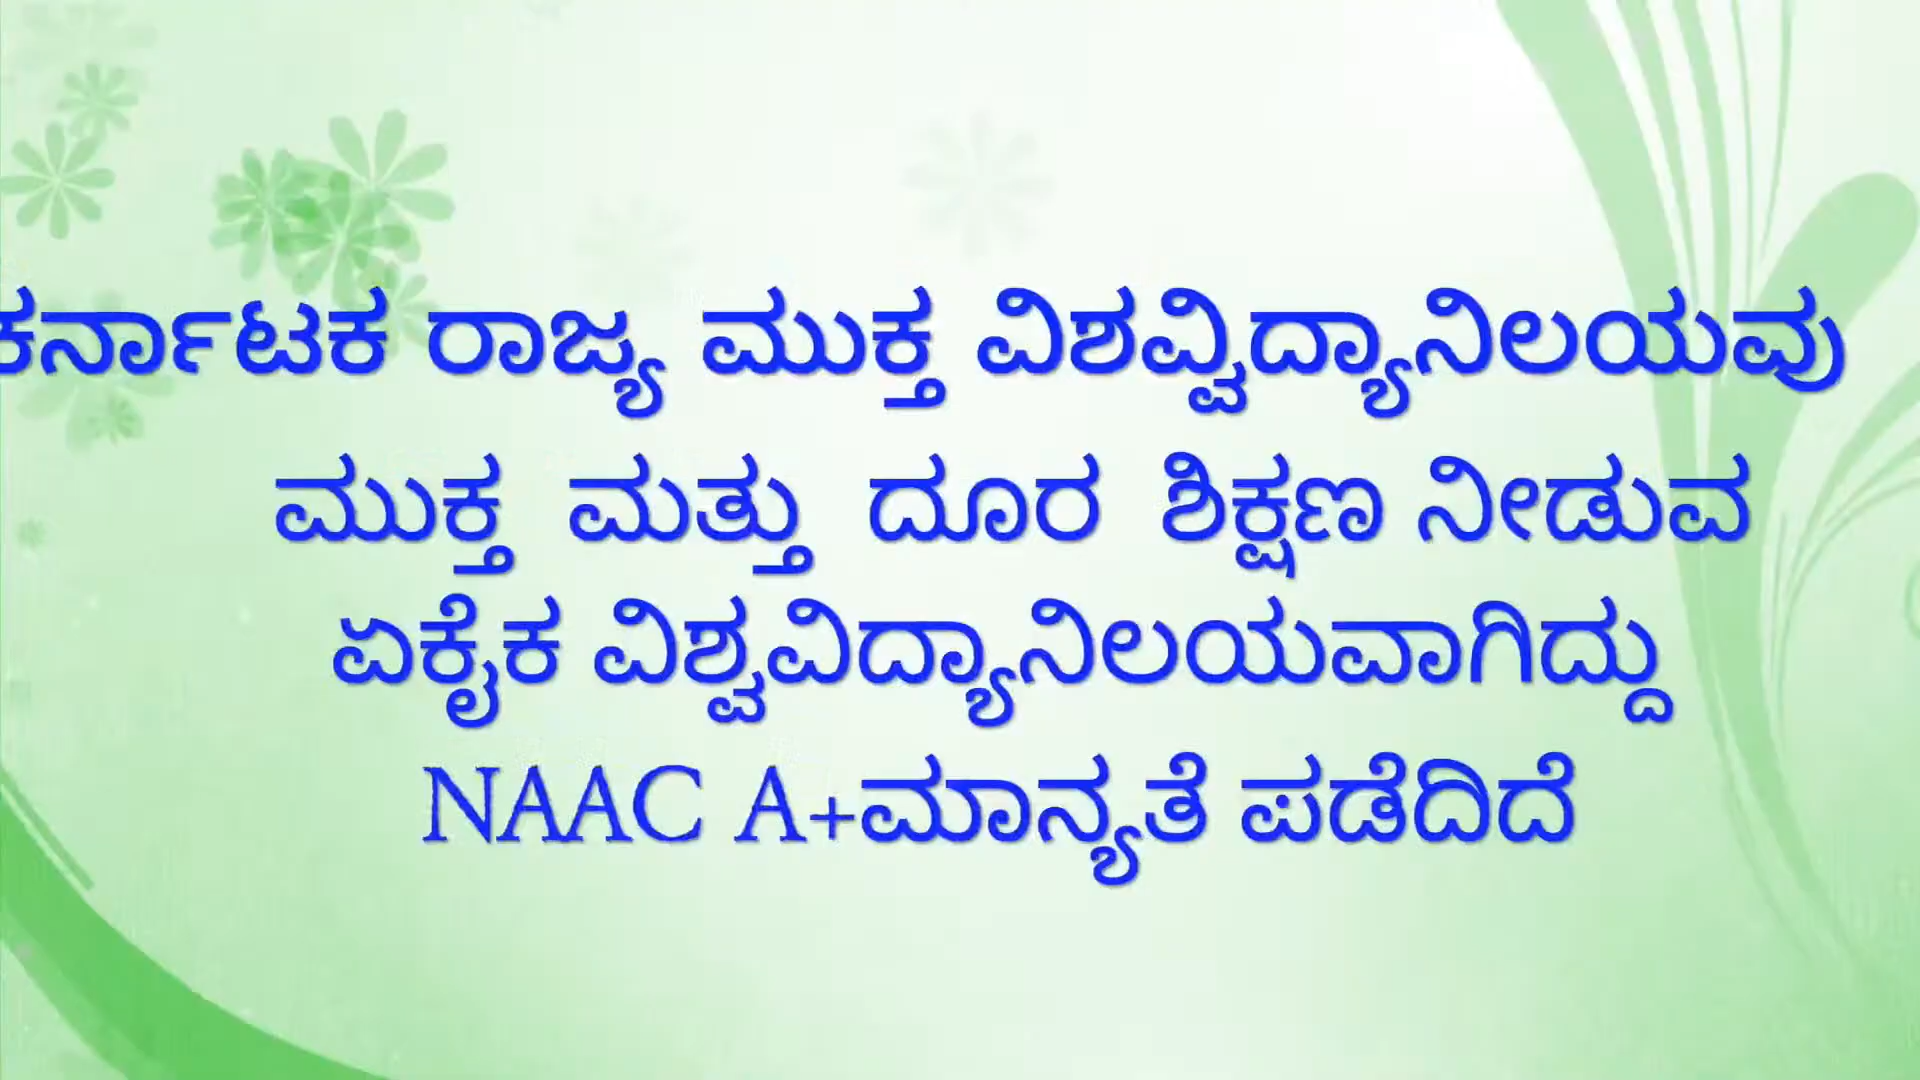 ಕರ್ನಾಟಕ ರಾಜ್ಯ ಮುಕ್ತ ವಿಶವ್ವಿದ್ಯಾನಿಲಯವು
ಮುಕ್ತ ಮತ್ತು ದೂರ ಶಿಕ್ಷಣ ನೀಡುವ
ಏಕೈಕ ವಿಶ್ವವಿದ್ಯಾನಿಲಯವಾಗಿದ್ದು
NAAC A+ಮಾನ್ಯತೆ ಪಡೆದಿದೆ